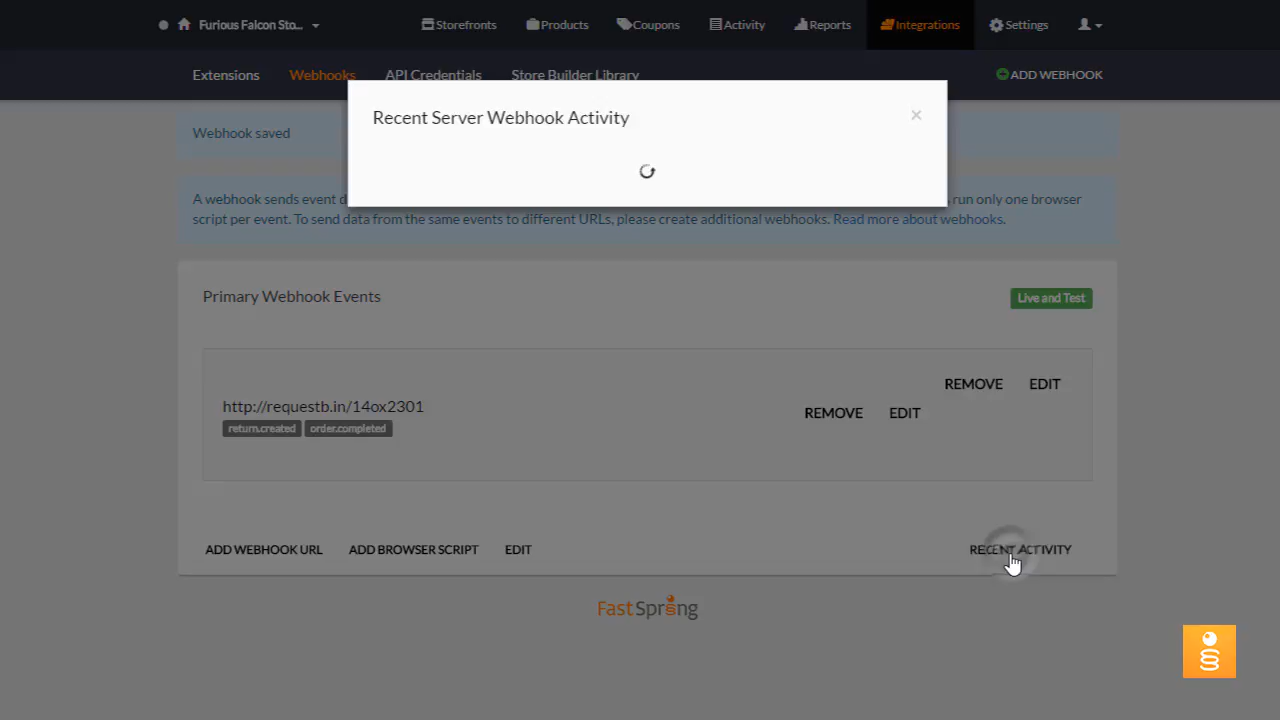 Furious Falcon Sto...
Storefronts
Products
Coupons
Activity
Reports
Integrations
Settings
Extensions
Webhooks
API Credentials
Store Builder Library
ADD WEBHOOK
Recent Server Webhook Activity
×
Webhook saved
A webhook sends event d
run only one browser
script per event. To send data from the same events to different URLs, please create additional webhooks. Read more about webhooks.
Primary Webhook Events
Live and Test
REMOVE EDIT
http://requestb.in/14ox2301
REMOVE EDIT
return.created order.completed
ADD WEBHOOK URL
ADD BROWSER SCRIPT
EDIT
RECENT ACTIVITY
FastSpring